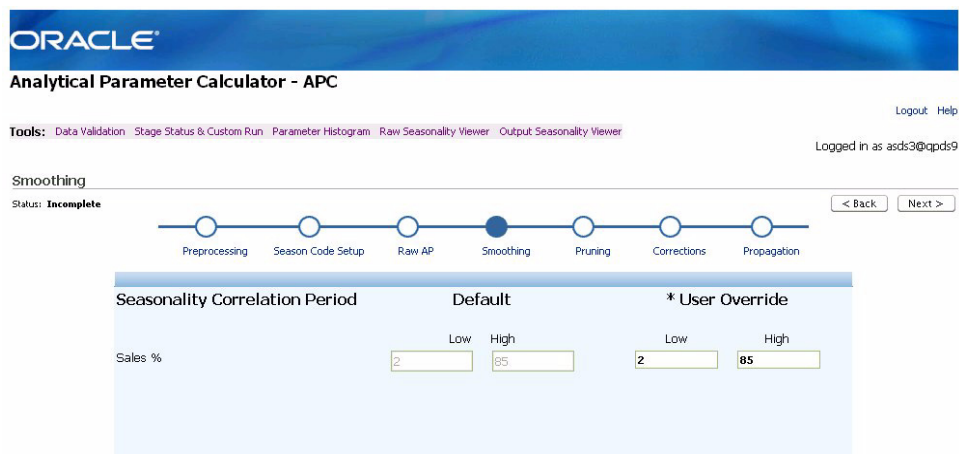 ORACLE®
Analytical Parameter Calculator - APC
Logout Help
Tools: Data Validation Stage Status & Custom Run Parameter Histogram Raw Seasonality Viewer Output Seasonality Viewer
Logged in as asds3@qpds9
Smoothing
Status: Incomplete
< Back Next >
Preprocessing Season Code Setup Raw AP Smoothing Pruning Corrections Propagation
Seasonality Correlation Period Default * User Override
Low High Low High
Sales % 2 85 2 85